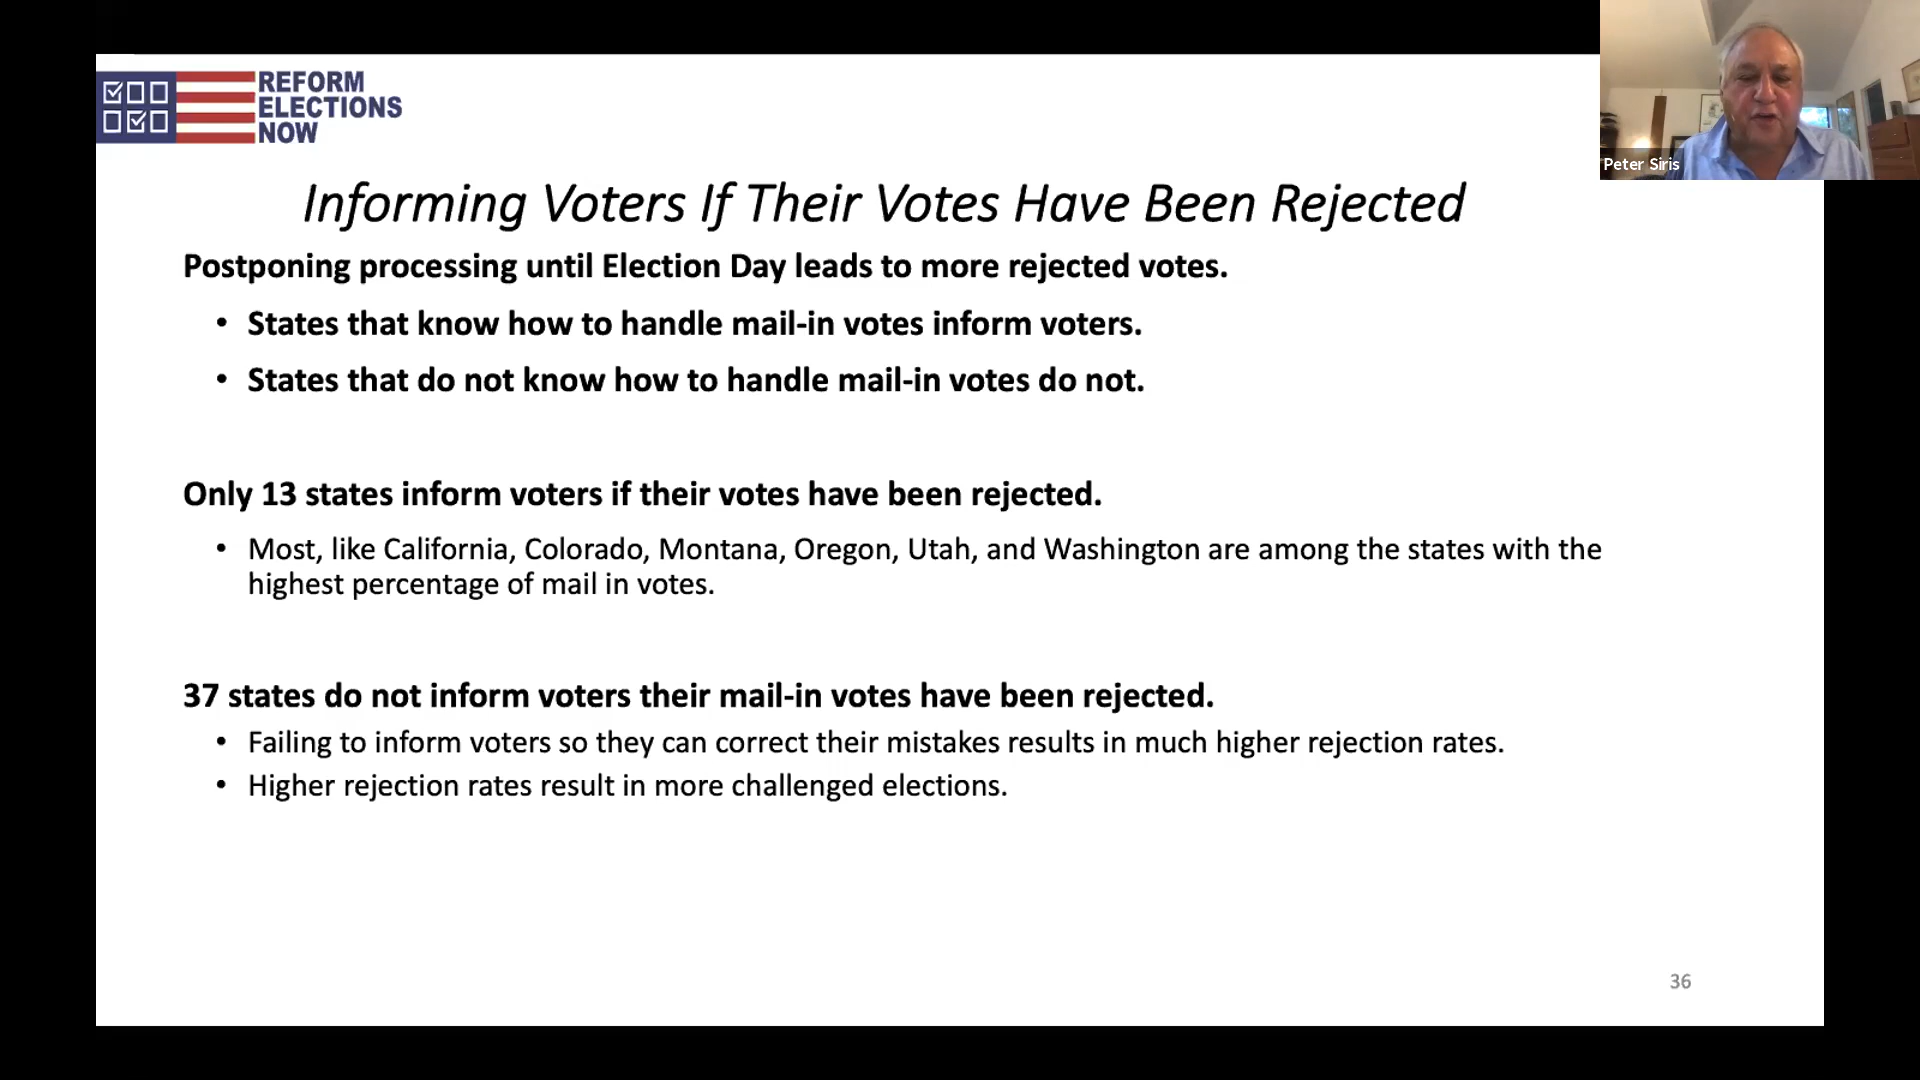 REFORM
ELECTIONS
NOW
Peter Siris
Informing Voters If Their Votes Have Been Rejected
Postponing processing until Election Day leads to more rejected votes.
• States that know how to handle mail-in votes inform voters.
• States that do not know how to handle mail-in votes do not.
Only 13 states inform voters if their votes have been rejected.
• Most, like California, Colorado, Montana, Oregon, Utah, and Washington are among the states with the
highest percentage of mail in votes.
37 states do not inform voters their mail-in votes have been rejected.
• Failing to inform voters so they can correct their mistakes results in much higher rejection rates.
• Higher rejection rates result in more challenged elections.
36